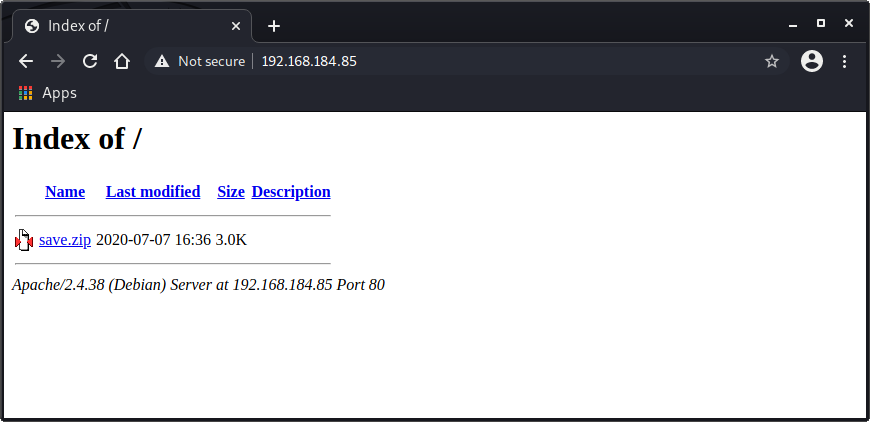 Index of /
Not secure 192.168.184.85
Apps
Index of /
Name Last modified Size Description
save.zip 2020-07-07 16:36 3.0K
Apache/2.4.38 (Debian) Server at 192.168.184.85 Port 80